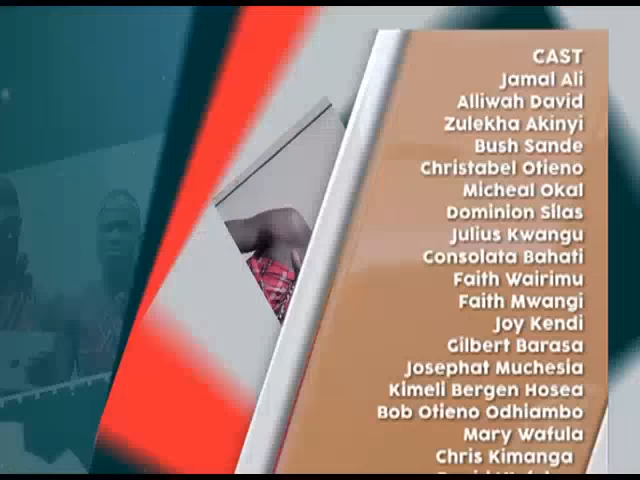 CAST
Jamal Ali
Alliwah David
Zulekha Akinyi
Bush Sande
Christabel Otieno
Micheal Okal
Dominion Silas
Julius Kwangu
Consolata Bahati
Faith Wairimu
Faith Mwangi
Joy Kendi
Gilbert Barasa
Josephat Muchesia
Kimeli Bergen Hosea
Bob Otieno Odhiambo
Mary Wafula
Chris Kimanga